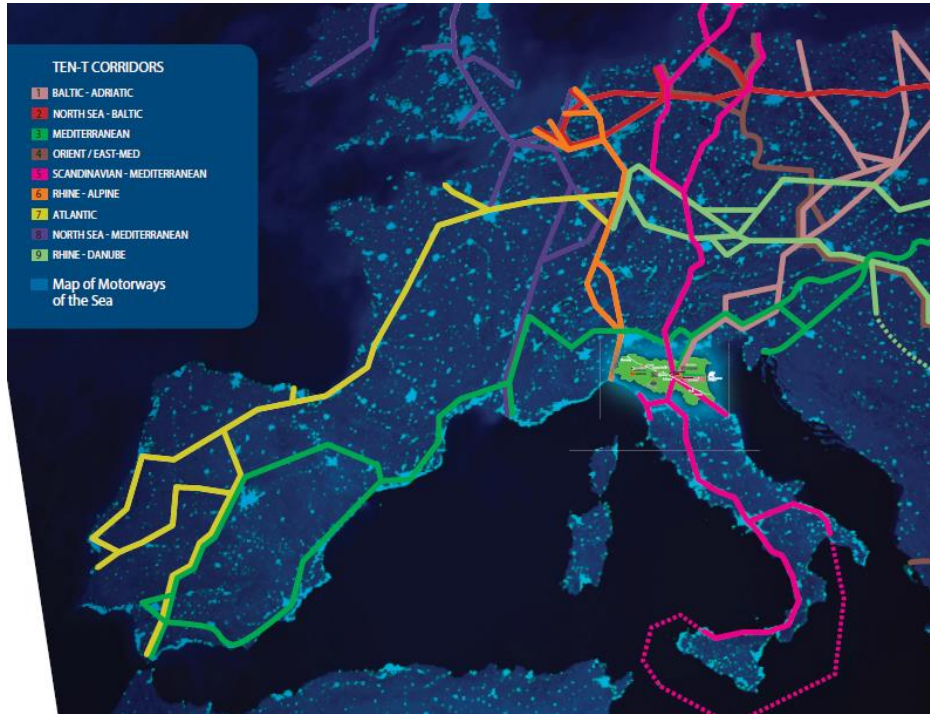 TEN-T CORRIDORS
1 BALTIC - ADRIATIC
2 NORTH SEA - BALTIC
3 MEDITERRANEAN
4 ORIENT / EAST-MED
5 SCANDINAVIAN - MEDITERRANEAN
6 RHINE - ALPINE
7 ATLANTIC
8 NORTH SEA - MEDITERRANEAN
9 RHINE - DANUBE
Map of Motorways
of the Sea